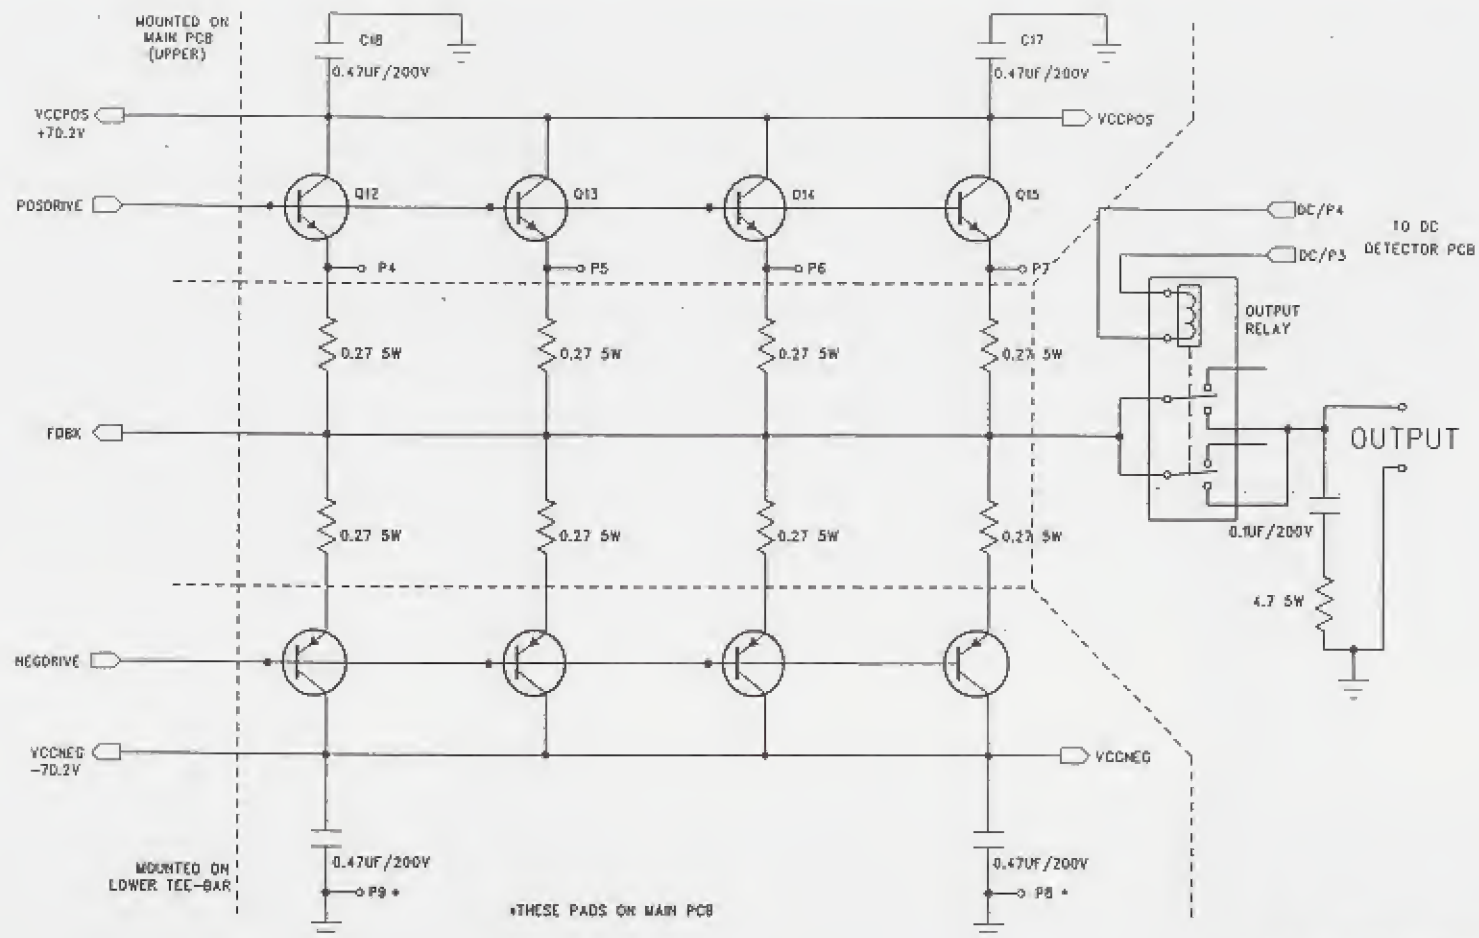 MOUNTED ON
MAIN PCB
(UPPER)
C18
0.47UF/200V
C17
0.47UF/200V
VCCPOS
+70.2V
VCCPOS
POSDRIVE
Q12
Q13
Q14
Q15
DC/P4
TO DC
DETECTOR PCB
DC/P3
P4
P5
P6
P7
OUTPUT
RELAY
0.27 5W
0.27 5W
0.27 5W
0.27 5W
FDBK
OUTPUT
0.27 5W
0.27 5W
0.27 5W
0.27 5W
0.1UF/200V
4.7 5W
NEGDRIVE
VCCNEG
-70.2V
VCCNEG
MOUNTED ON
LOWER TEE-BAR
0.47UF/200V
0.47UF/200V
P9 *
P8 *
*THESE PADS ON MAIN PCB